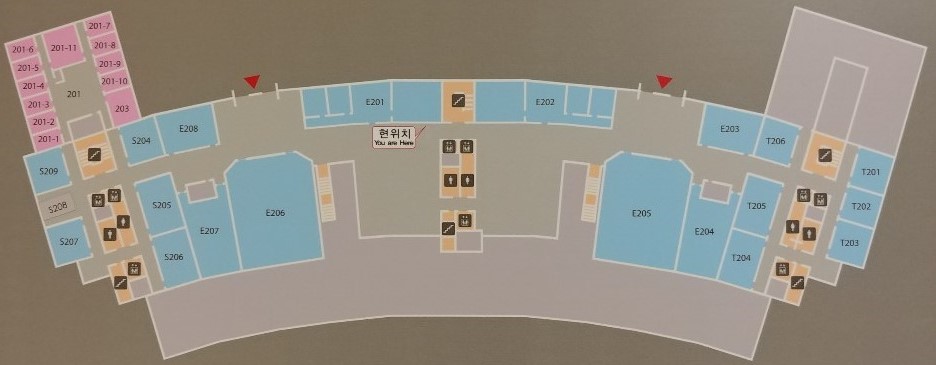 201-6
201-11
201-7
201-5
201-8
201-4
201-9
201-3
201
201-10
201-2
203
201-1
S204
E208
E201
E202
E203
T206
현위치
You are Here
S209
S208
S207
S205
S206
E207
E206
E205
E204
T205
T204
T201
T202
T203